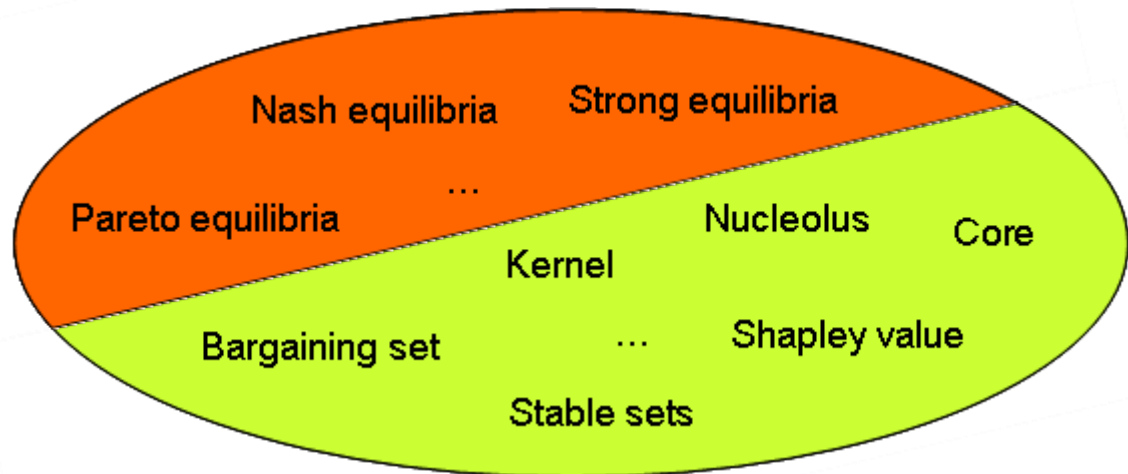 Nash equilibria
Strong equilibria
Pareto equilibria
...
Nucleolus
Core
Kernel
Bargaining set
...
Shapley value
Stable sets